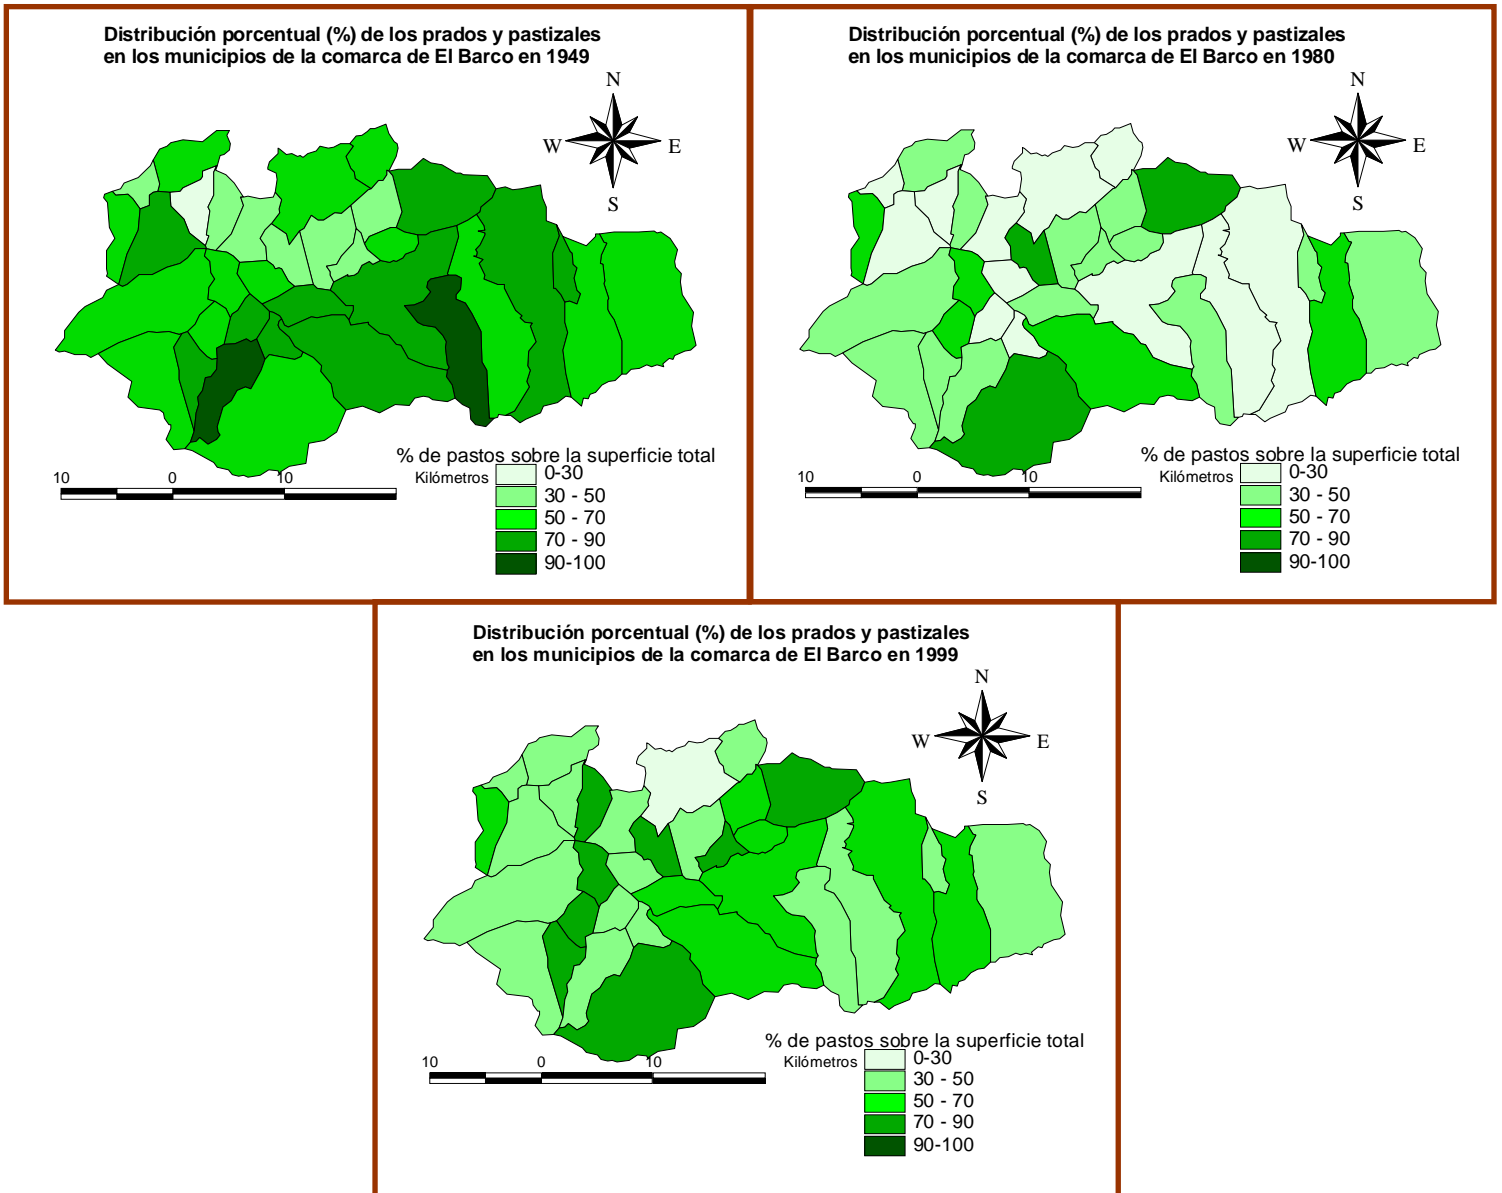 Distribución porcentual (%) de los prados y pastizales
en los municipios de la comarca de El Barco en 1949
N
W
E
S
% de pastos sobre la superficie total
Kilómetros
10 0 10
0-30
30 - 50
50 - 70
70 - 90
90-100
Distribución porcentual (%) de los prados y pastizales
en los municipios de la comarca de El Barco en 1980
N
W
E
S
% de pastos sobre la superficie total
Kilómetros
10 0 10
0-30
30 - 50
50 - 70
70 - 90
90-100
Distribución porcentual (%) de los prados y pastizales
en los municipios de la comarca de El Barco en 1999
N
W
E
S
% de pastos sobre la superficie total
Kilómetros
10 0 10
0-30
30 - 50
50 - 70
70 - 90
90-100